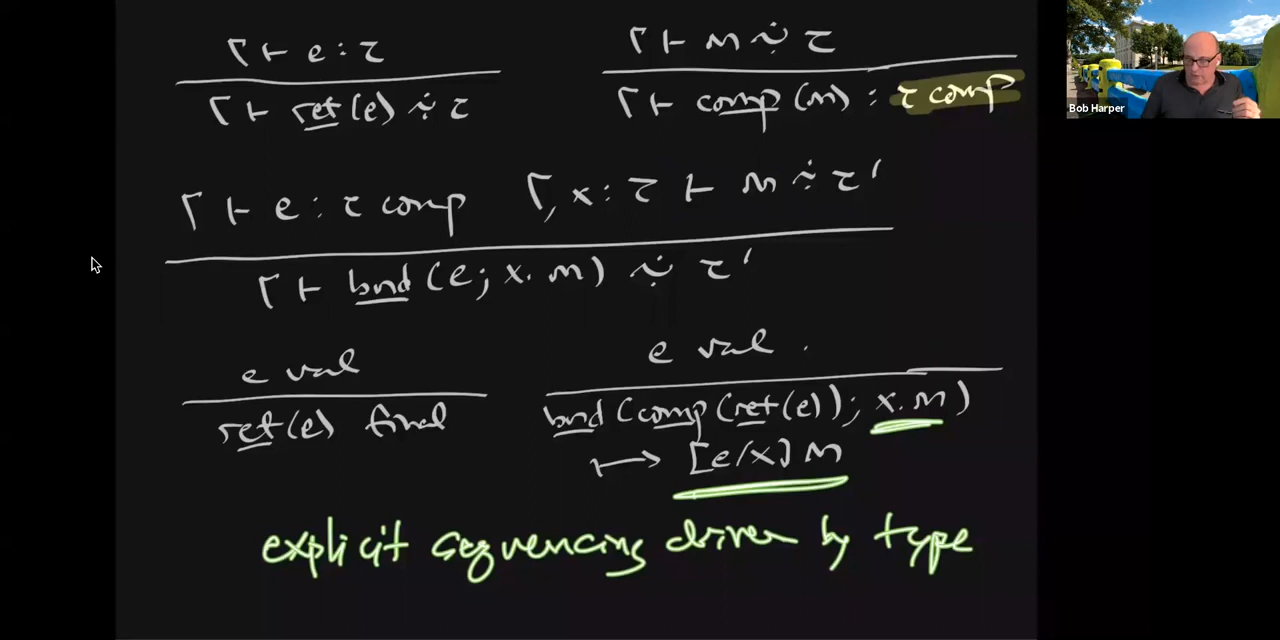 Γ ⊢ e : τ
Γ ⊢ m ∻ τ
Γ ⊢ ret(e) ∻ τ
Γ ⊢ comp(m) : τ comp
Γ ⊢ e : τ comp   Γ, x : τ ⊢ m ∻ τ'
Γ ⊢ bnd(e; x. m) ∻ τ'
e val
e val .
ret(e) final
bnd(comp(ret(e)); x. m)
↦ [e/x] m
explicit sequencing driven by type
Bob Harper